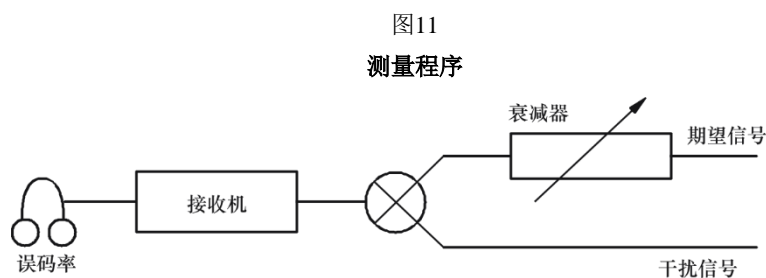 图11
测量程序
衰减器
期望信号
接收机
误码率
干扰信号